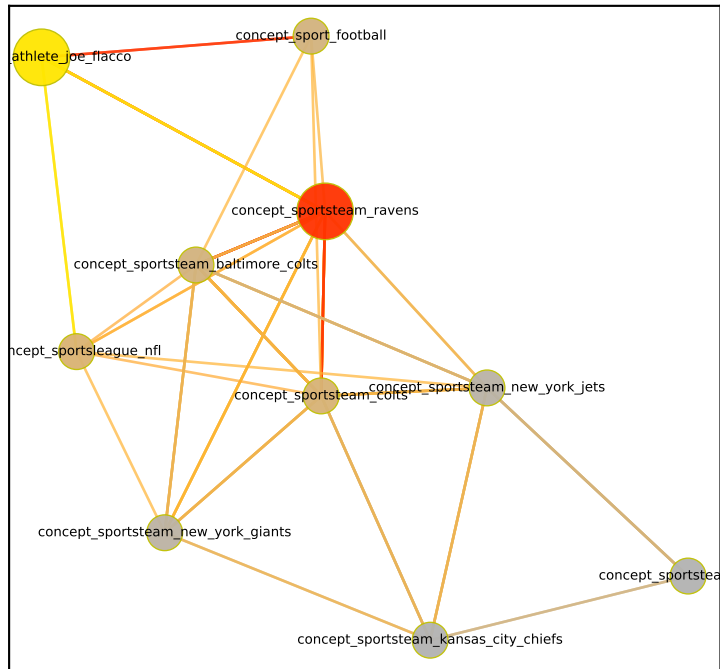 concept_sport_football
athlete_joe_flacco
concept_sportsteam_ravens
concept_sportsteam_baltimore_colts
ncept_sportsleague_nfl
concept_sportsteam_new_york_jets
concept_sportsteam_colts
concept_sportsteam_new_york_giants
concept_sportstea
concept_sportsteam_kansas_city_chiefs